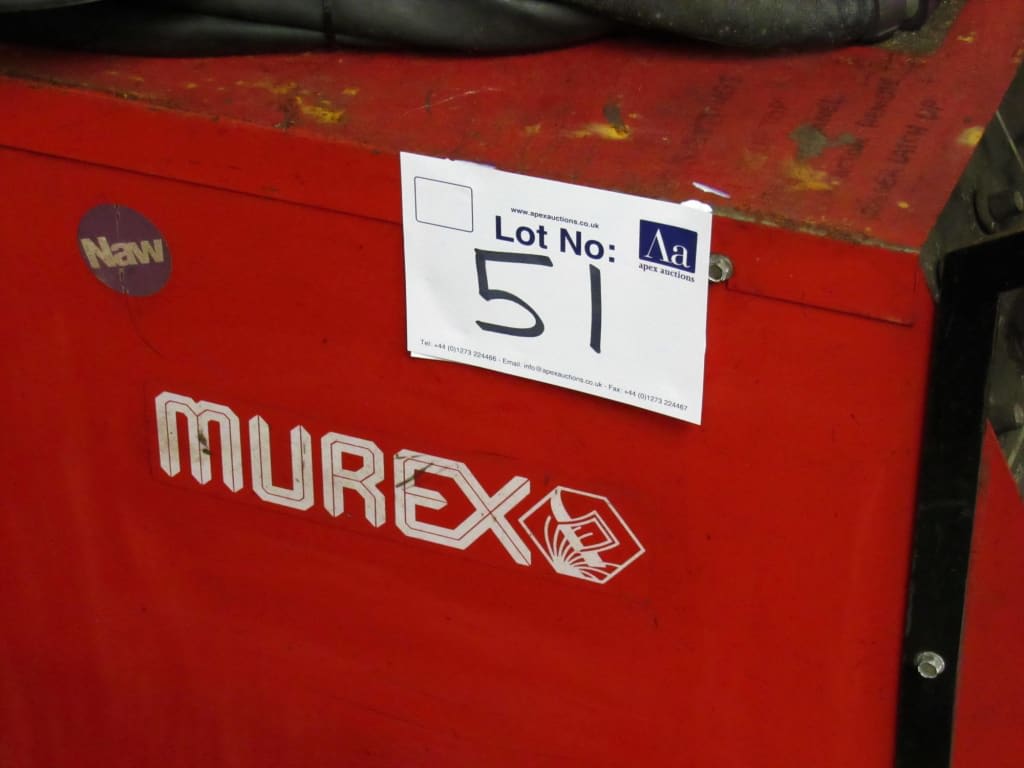 www.apexauctions.co.uk
Lot No:
Aa
apex auctions
51
Tel: +44 (0)1273 224466 - Email: info@apexauctions.co.uk - Fax: +44 (0)1273 224467
Naw
MUREX